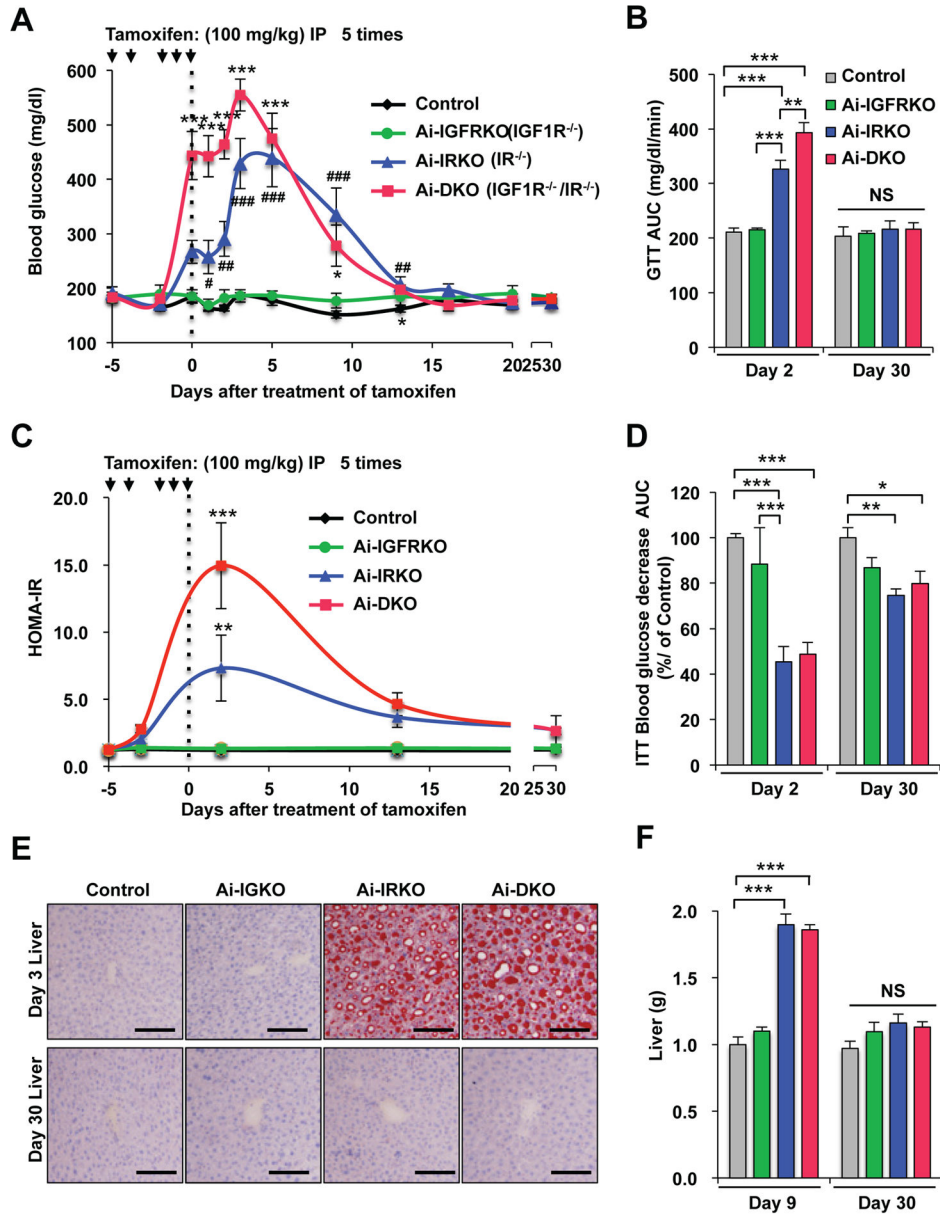 A
Tamoxifen: (100 mg/kg) IP 5 times
Blood glucose (mg/dl)
600
500
400
300
200
100
***
***
***
***
***
#
##
###
###
###
*
##
*
Control
Ai-IGFRKO(IGF1R-/-)
Ai-IRKO (IR-/-)
Ai-DKO (IGF1R-/-/IR-/-)
-5 0 5 10 15 20 25 30
Days after treatment of tamoxifen
B
GTT AUC (mg/dl/min)
500
400
300
200
100
0
***
***
**
***
NS
Control
Ai-IGFRKO
Ai-IRKO
Ai-DKO
Day 2 Day 30
C
Tamoxifen: (100 mg/kg) IP 5 times
HOMA-IR
20.0
15.0
10.0
5.0
0.0
***
**
Control
Ai-IGFRKO
Ai-IRKO
Ai-DKO
-5 0 5 10 15 20 25 30
Days after treatment of tamoxifen
D
ITT Blood glucose decrease AUC
(%/ of Control)
120
100
80
60
40
20
0
***
***
***
*
**
Day 2 Day 30
E
Control Ai-IGKO Ai-IRKO Ai-DKO
Day 3 Liver
Day 30 Liver
F
Liver (g)
2.0
1.5
1.0
0.5
0.0
***
***
NS
Day 9 Day 30